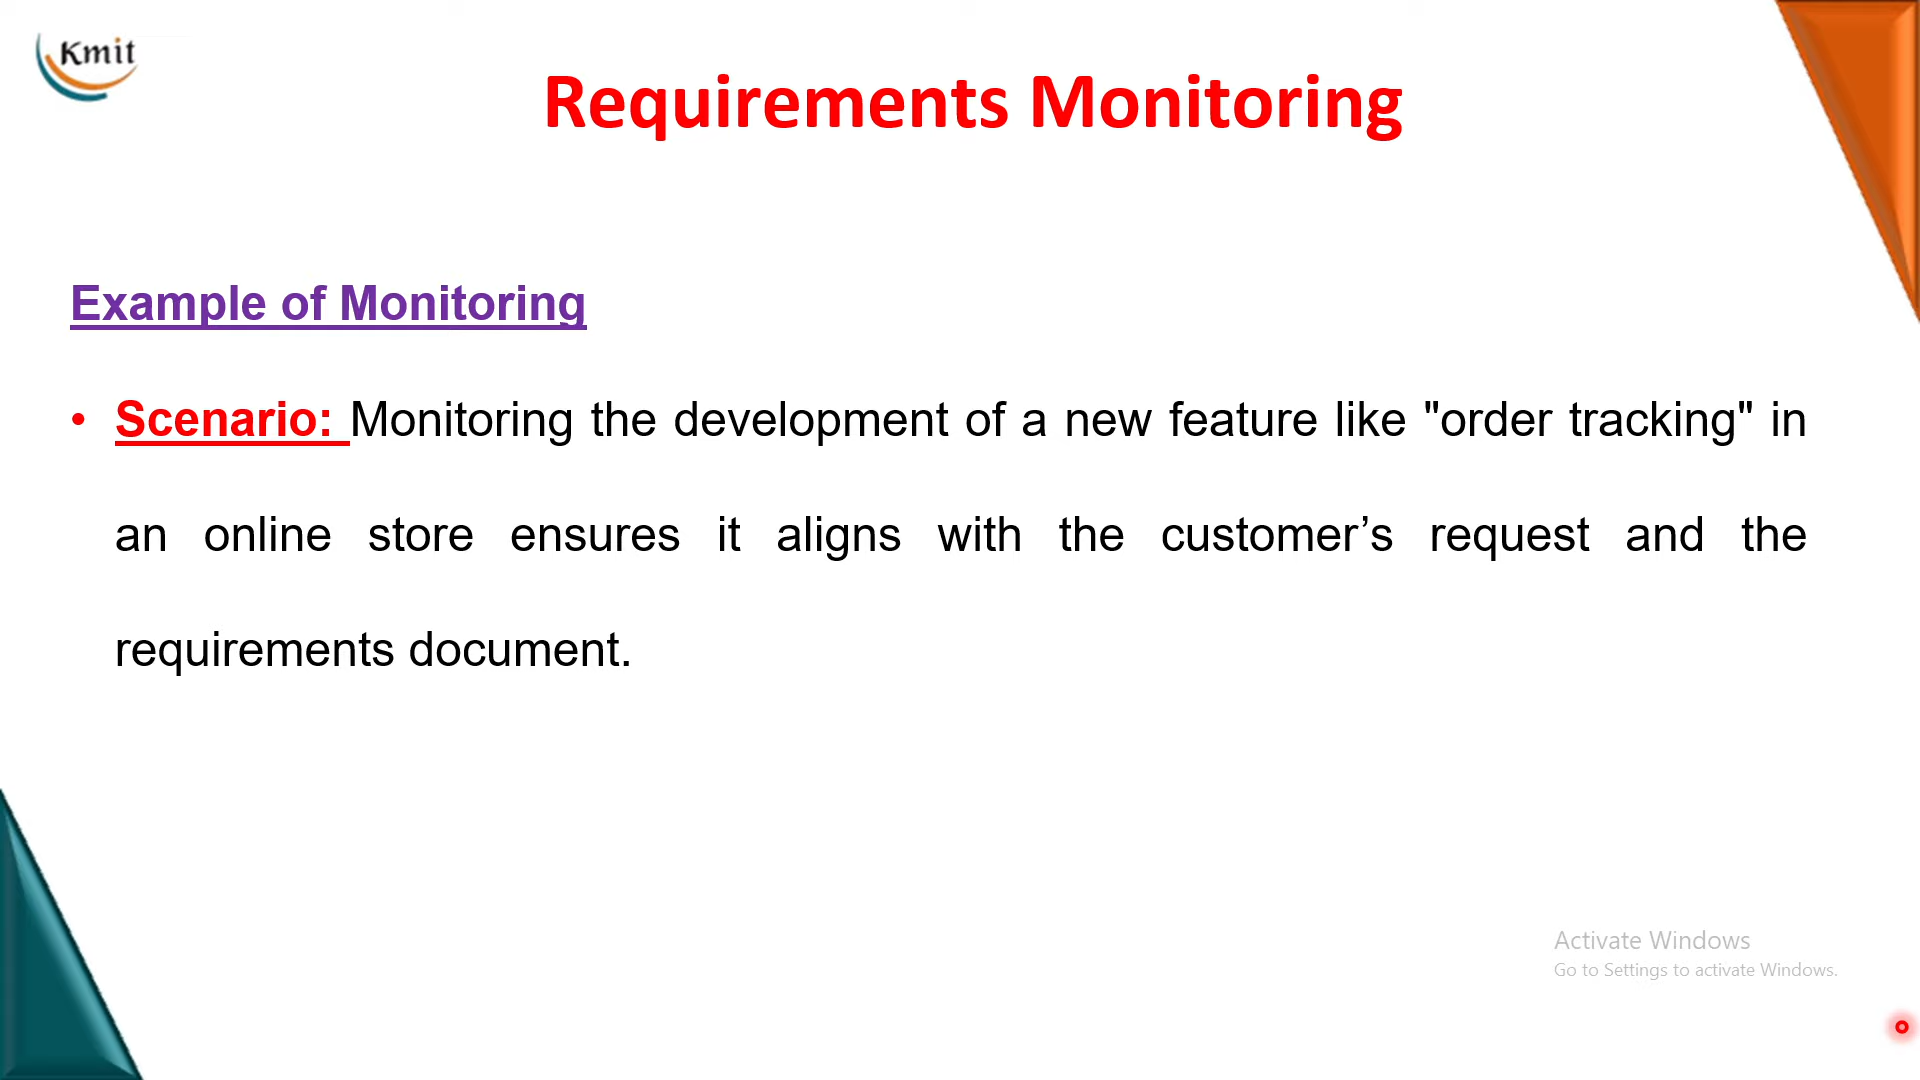 Kmit
Requirements Monitoring
Example of Monitoring
• Scenario: Monitoring the development of a new feature like "order tracking" in
an online store ensures it aligns with the customer’s request and the
requirements document.
Activate Windows
Go to Settings to activate Windows.